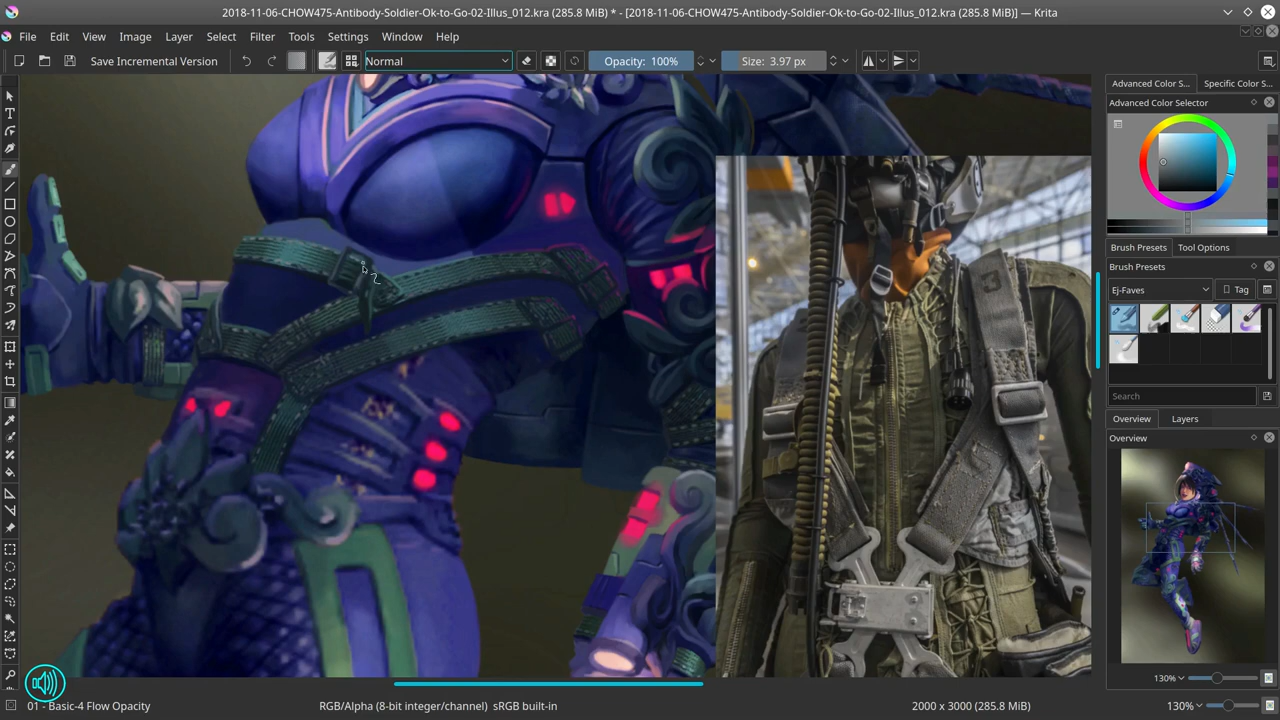 2018-11-06-CHOW475-Antibody-Soldier-Ok-to-Go-02-Illus_012.kra (285.8 MiB) * - [2018-11-06-CHOW475-Antibody-Soldier-Ok-to-Go-02-Illus_012.kra (285.8 MiB)] — Krita
File Edit View Image Layer Select Filter Tools Settings Window Help
Save Incremental Version Normal Opacity: 100% Size: 3.97 px
Advanced Color S... Specific Color S...
Advanced Color Selector
Brush Presets Tool Options
Brush Presets
Ej-Faves Tag
Search
Overview Layers
Overview
130%
01 - Basic-4 Flow Opacity RGB/Alpha (8-bit integer/channel) sRGB built-in 2000 x 3000 (285.8 MiB) 130%